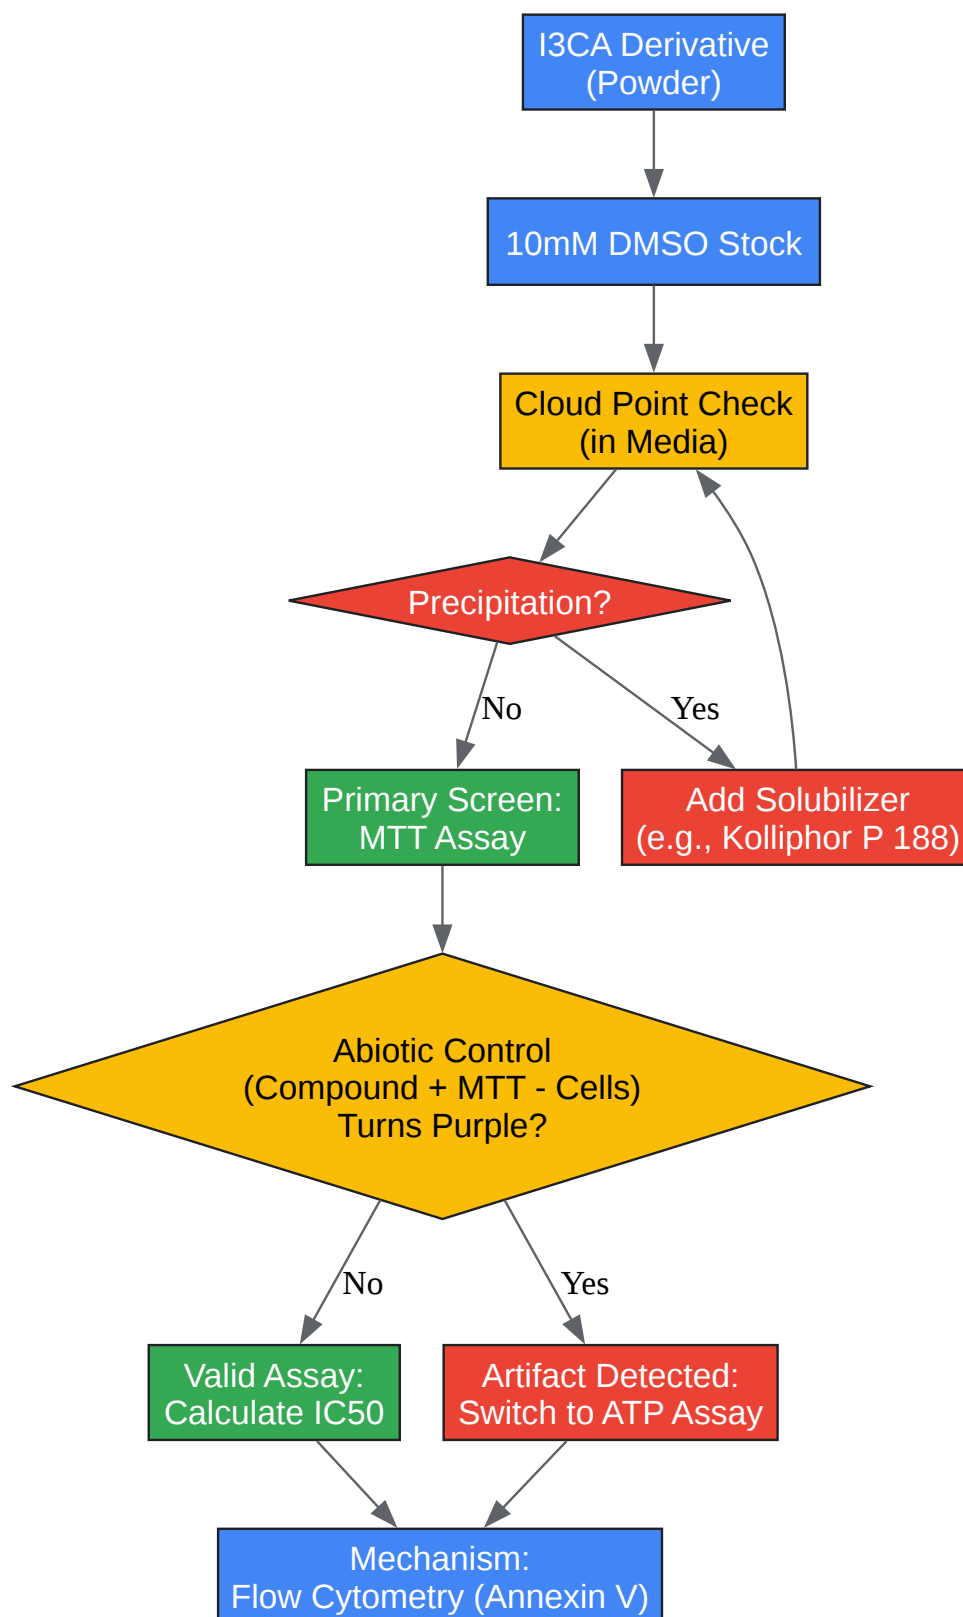 I3CA Derivative
(Powder)
10mM DMSO Stock
Cloud Point Check
(in Media)
Precipitation?
No
Yes
Primary Screen:
MTT Assay
Add Solubilizer
(e.g., Kolliphor P 188)
Abiotic Control
(Compound + MTT - Cells)
Turns Purple?
No
Yes
Valid Assay:
Calculate IC50
Artifact Detected:
Switch to ATP Assay
Mechanism:
Flow Cytometry (Annexin V)